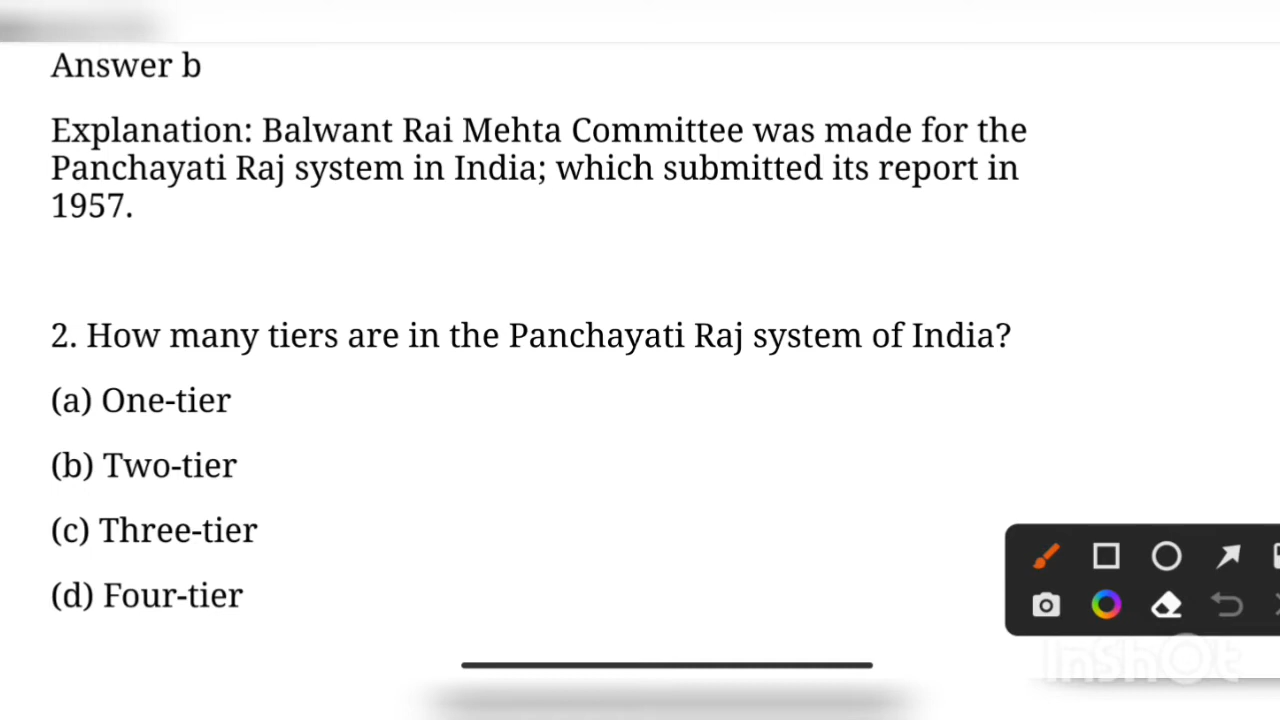 Answer b
Explanation: Balwant Rai Mehta Committee was made for the
Panchayati Raj system in India; which submitted its report in
1957.
2. How many tiers are in the Panchayati Raj system of India?
(a) One-tier
(b) Two-tier
(c) Three-tier
(d) Four-tier
InShOt